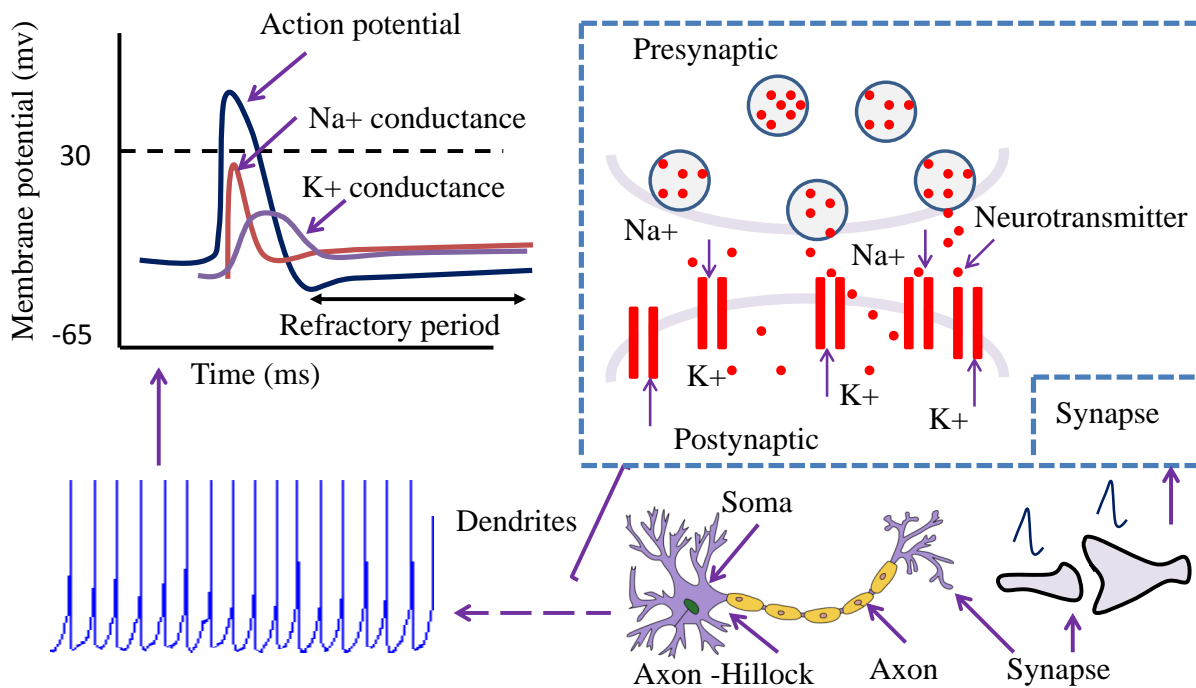 Action potential
Na+ conductance
K+ conductance
Membrane potential (mv)
30
-65
Refractory period
Time (ms)
Presynaptic
Na+
Neurotransmitter
Na+
K+
K+
K+
Postynaptic
Synapse
Dendrites
Soma
Axon -Hillock
Axon
Synapse